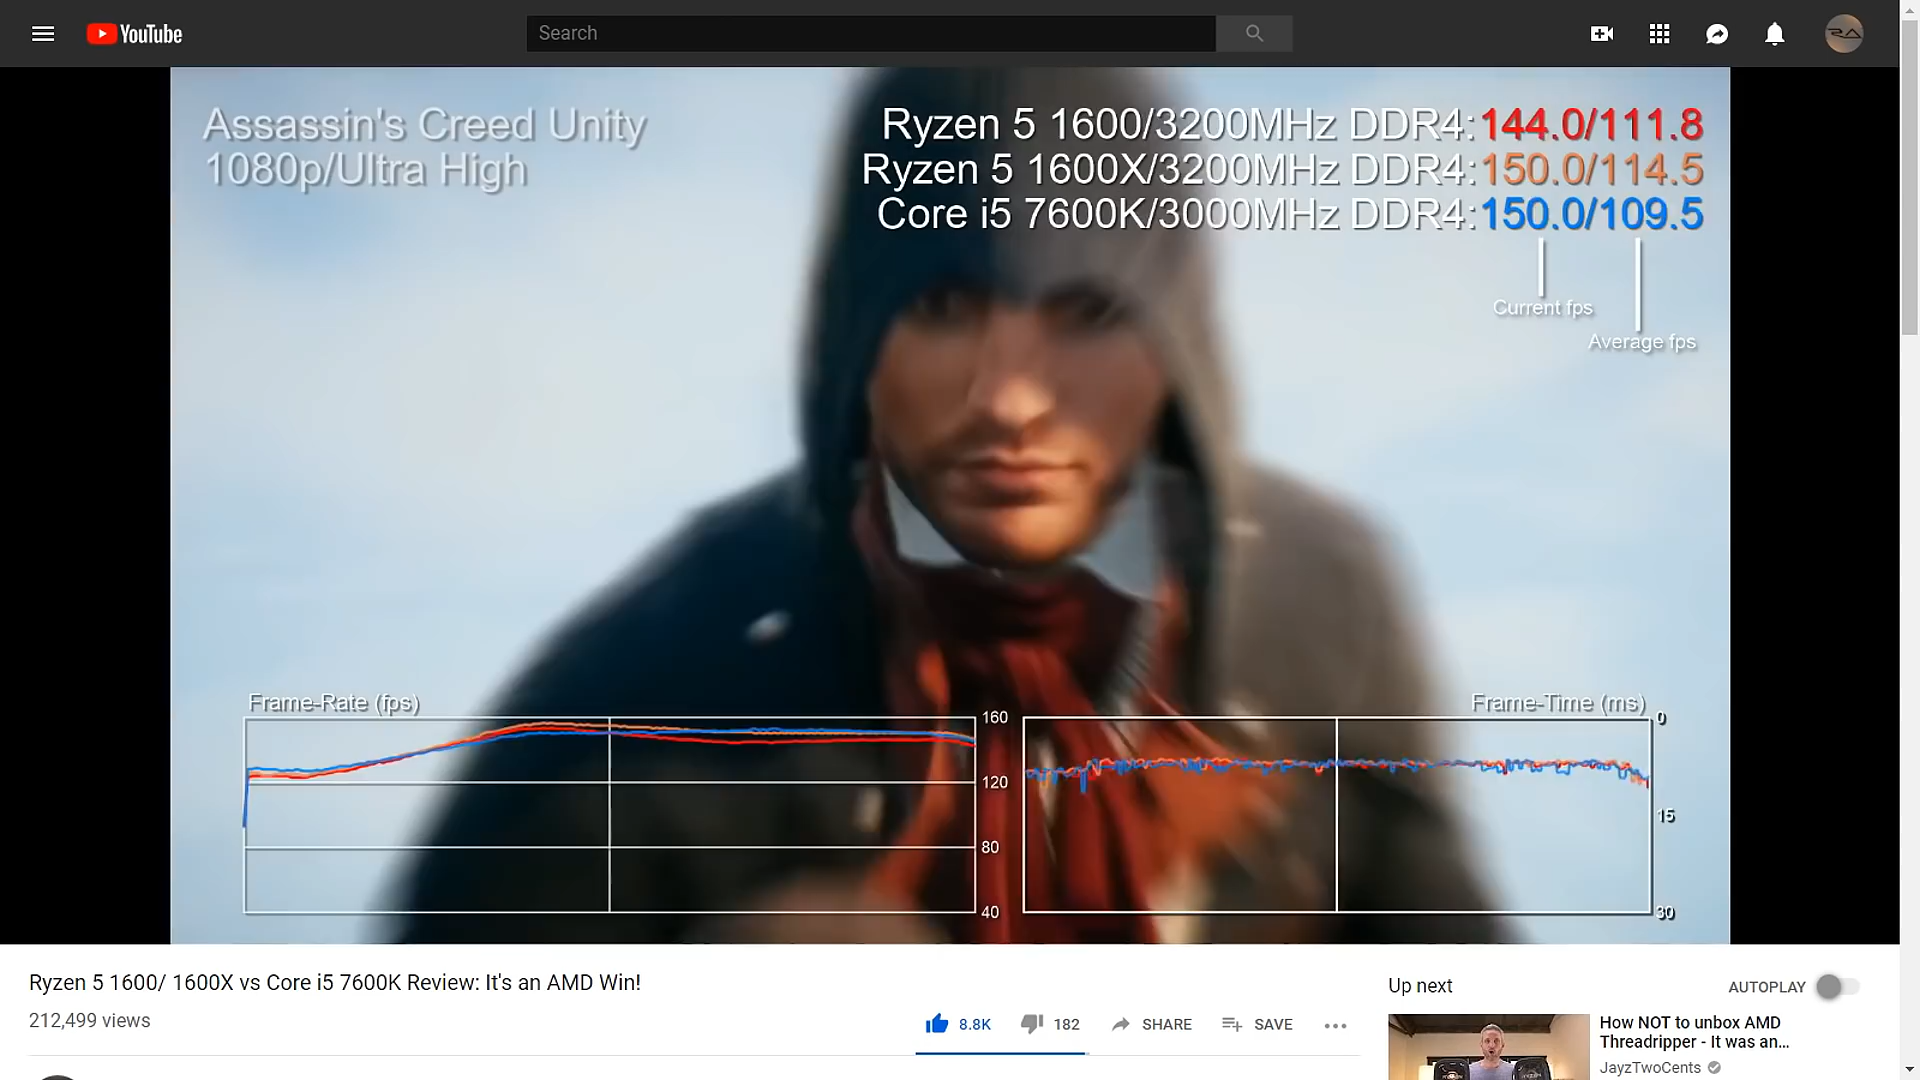 YouTube
Search
Assassin's Creed Unity
1080p/Ultra High
Ryzen 5 1600/3200MHz DDR4:144.0/111.8
Ryzen 5 1600X/3200MHz DDR4:150.0/114.5
Core i5 7600K/3000MHz DDR4:150.0/109.5
Current fps
Average fps
Frame-Rate (fps)
160
120
80
40
Frame-Time (ms)
0
15
30
Ryzen 5 1600/ 1600X vs Core i5 7600K Review: It's an AMD Win!
212,499 views
8.8K 182 SHARE SAVE
Up next AUTOPLAY
How NOT to unbox AMD
Threadripper - It was an...
JayzTwoCents